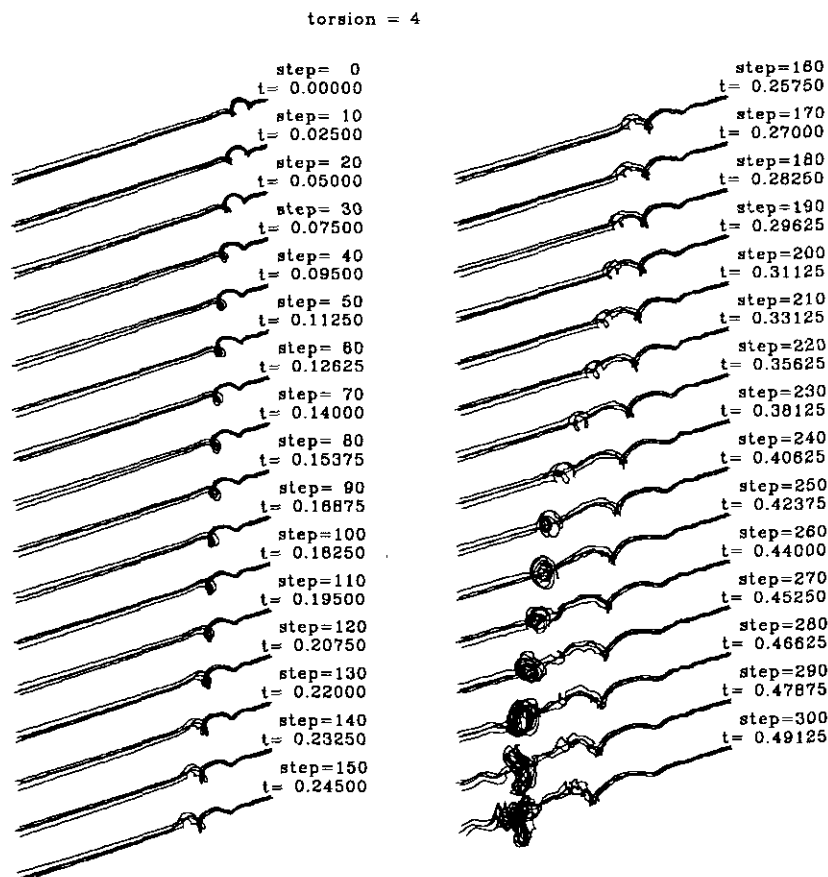 torsion = 4
step= 0
t= 0.00000
step= 10
t= 0.02500
step= 20
t= 0.05000
step= 30
t= 0.07500
step= 40
t= 0.09500
step= 50
t= 0.11250
step= 60
t= 0.12625
step= 70
t= 0.14000
step= 80
t= 0.15375
step= 90
t= 0.16875
step=100
t= 0.18250
step=110
t= 0.19500
step=120
t= 0.20750
step=130
t= 0.22000
step=140
t= 0.23250
step=150
t= 0.24500
step=160
t= 0.25750
step=170
t= 0.27000
step=180
t= 0.28250
step=190
t= 0.29625
step=200
t= 0.31125
step=210
t= 0.33125
step=220
t= 0.35625
step=230
t= 0.38125
step=240
t= 0.40625
step=250
t= 0.42375
step=260
t= 0.44000
step=270
t= 0.45250
step=280
t= 0.46625
step=290
t= 0.47875
step=300
t= 0.49125